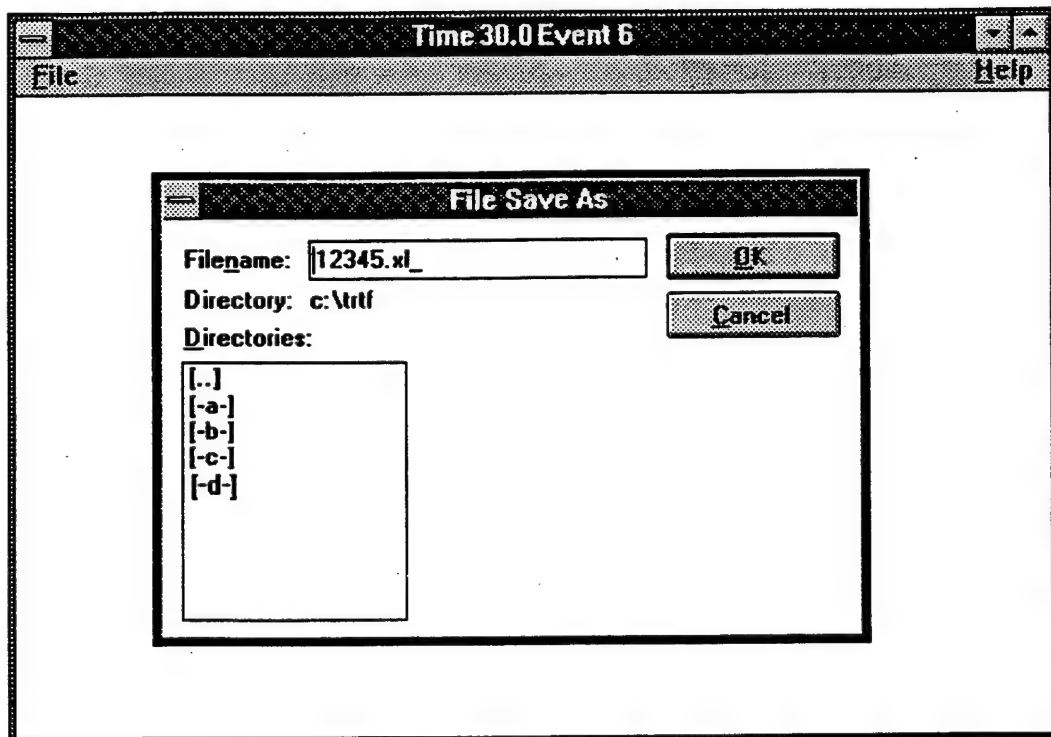 Time 30.0 Event 6
File Help
File Save As
Filename: 12345.xl_ OK
Directory: c:\trtf Cancel
Directories:
[..]
[-a-]
[-b-]
[-c-]
[-d-]